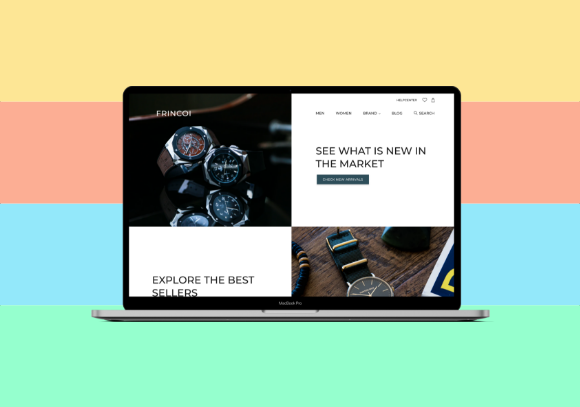 HELP CENTER
FRINCOI
MEN WOMEN BRAND BLOG SEARCH
SEE WHAT IS NEW IN
THE MARKET
CHECK NEW ARRIVALS
EXPLORE THE BEST
SELLERS
MacBook Pro